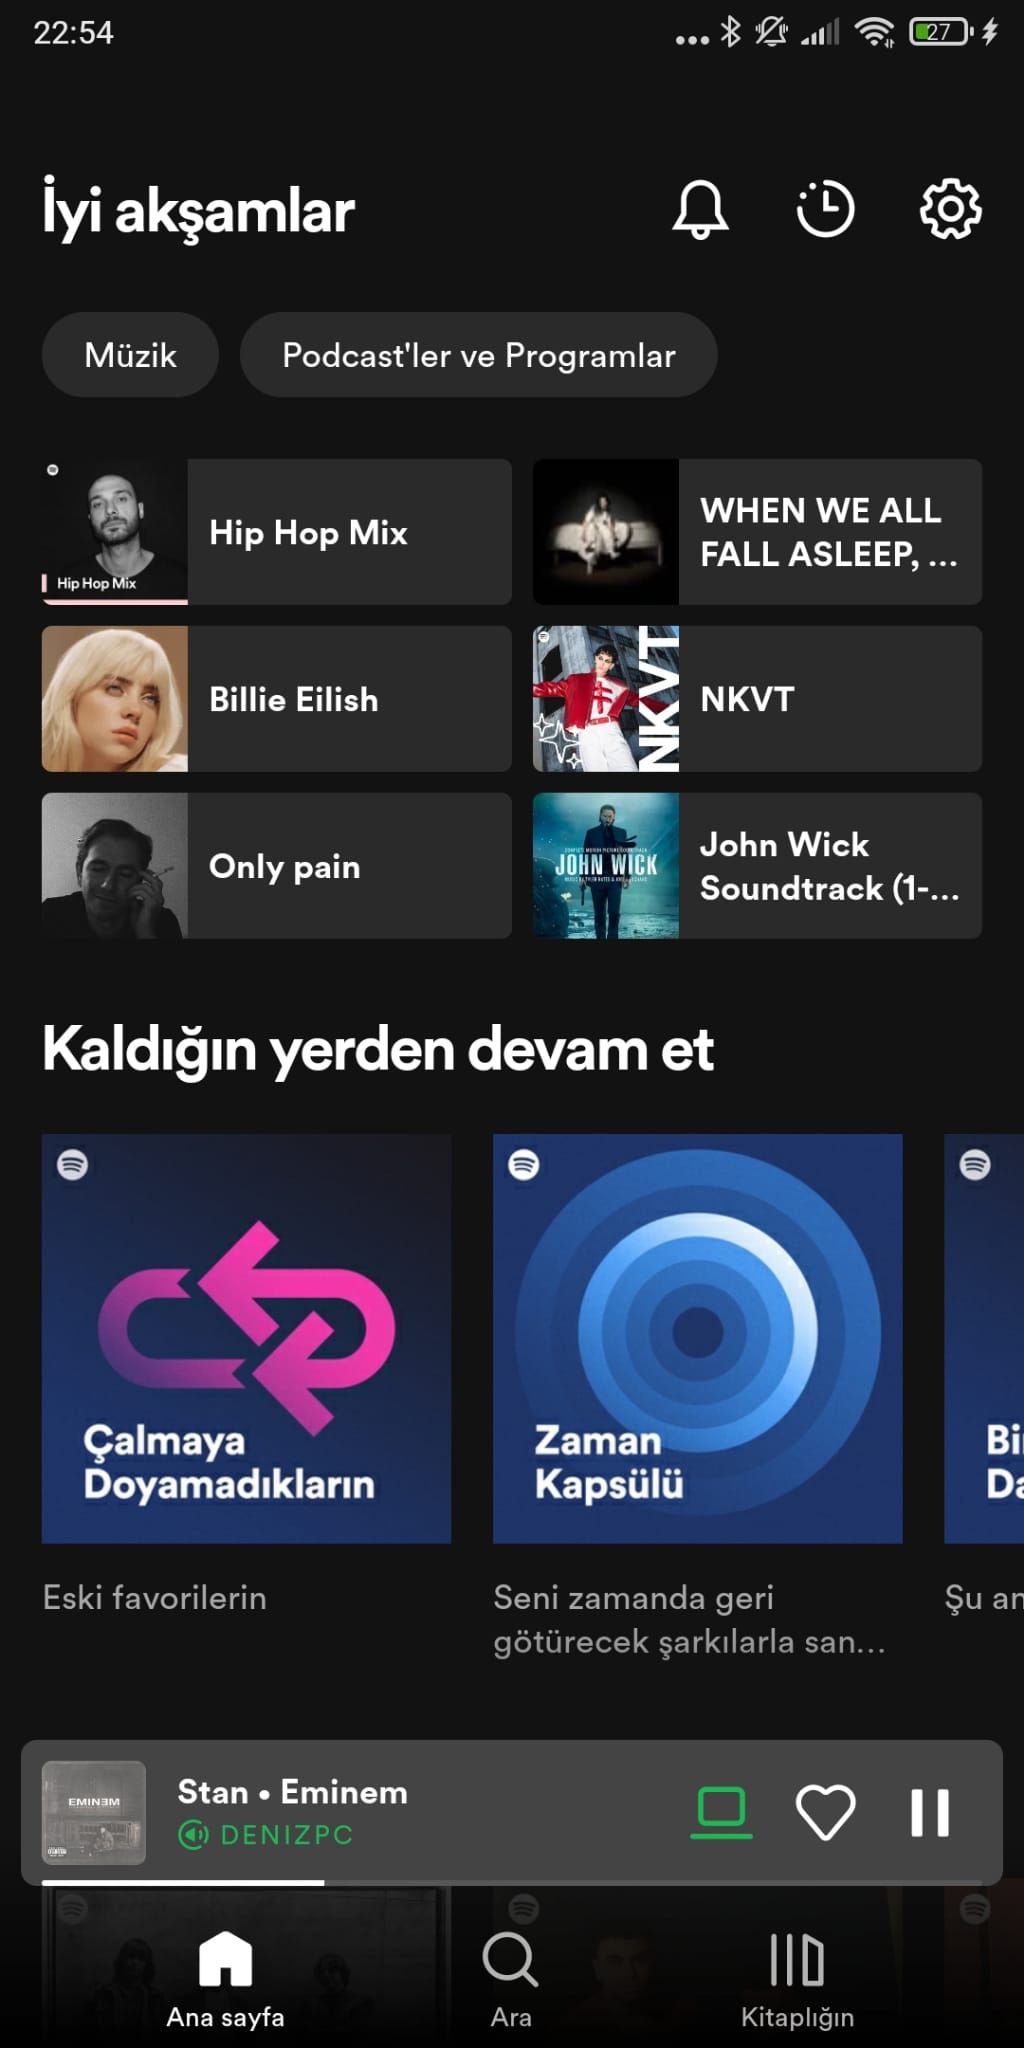 22:54
27
İyi akşamlar
Müzik
Podcast'ler ve Programlar
Hip Hop Mix
Hip Hop Mix
WHEN WE ALL
FALL ASLEEP, ...
Billie Eilish
NKVT
NKVT
Only pain
JOHN WICK
John Wick
Soundtrack (1-...
Kaldığın yerden devam et
Çalmaya
Doyamadıkların
Zaman
Kapsülü
Eski favorilerin
Seni zamanda geri
götürecek şarkılarla san...
Şu an
EMINEM
Stan • Eminem
DENIZPC
Ana sayfa
Ara
Kitaplığın